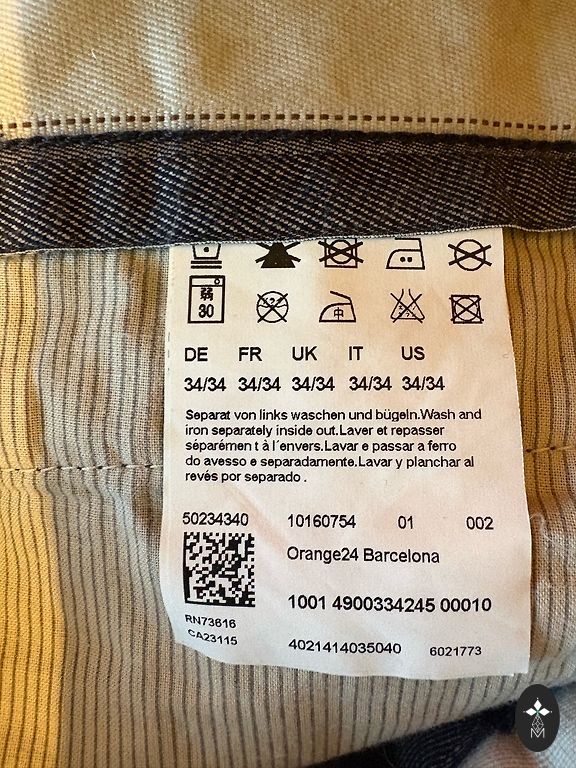 弱
30
中
DE FR UK IT US
34/34 34/34 34/34 34/34 34/34
Separat von links waschen und bügeln.Wash and
iron separately inside out.Laver et repasser
séparémen t à l´envers.Lavar e passar a ferro
do avesso e separadamente.Lavar y planchar al
revés por separado .
50234340 10160754 01 002
Orange24 Barcelona
1001 4900334245 00010
RN73616
CA23115
4021414035040 6021773
M